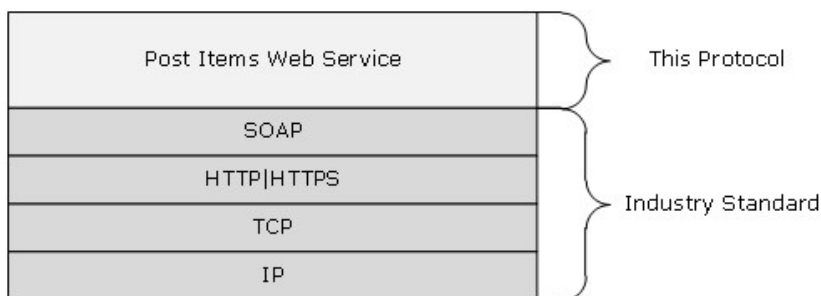 Post Items Web Service
This Protocol
SOAP
HTTP|HTTPS
TCP
IP
Industry Standard